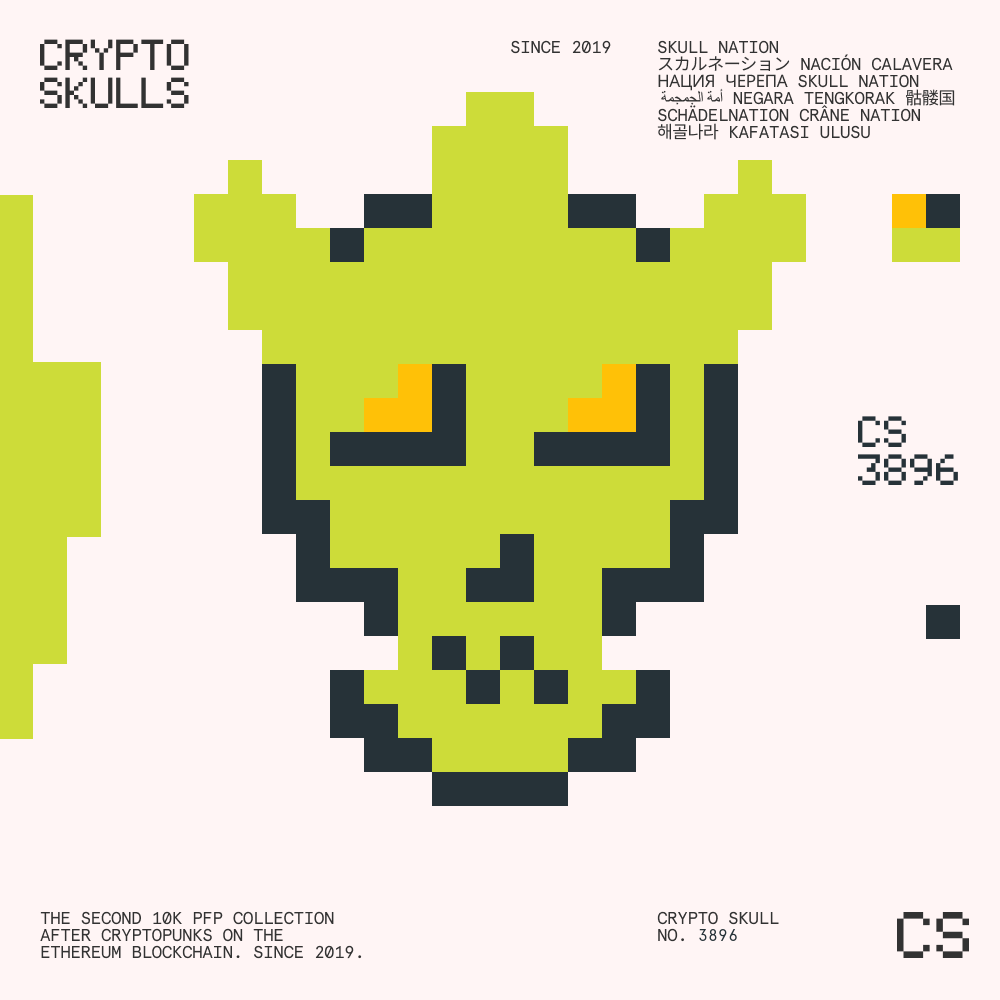 CRYPTO
SKULLS
SINCE 2019
SKULL NATION
スカルネーション NACIÓN CALAVERA
НАЦИЯ ЧЕРЕПА SKULL NATION
أمة الجمجمة NEGARA TENGKORAK 骷髅国
SCHÄDELNATION CRÂNE NATION
해골나라 KAFATASI ULUSU
CS
3896
THE SECOND 10K PFP COLLECTION
AFTER CRYPTOPUNKS ON THE
ETHEREUM BLOCKCHAIN. SINCE 2019.
CRYPTO SKULL
NO. 3896
CS